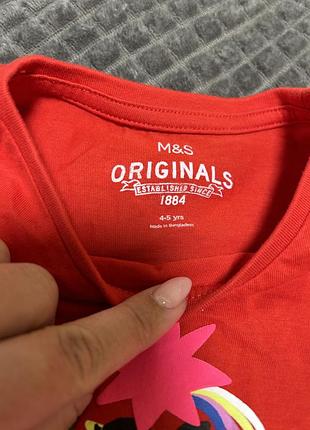 M&S
ORIGINALS
ESTABLISHED SINCE
1884
4-5 yrs
Made in Bangladesh